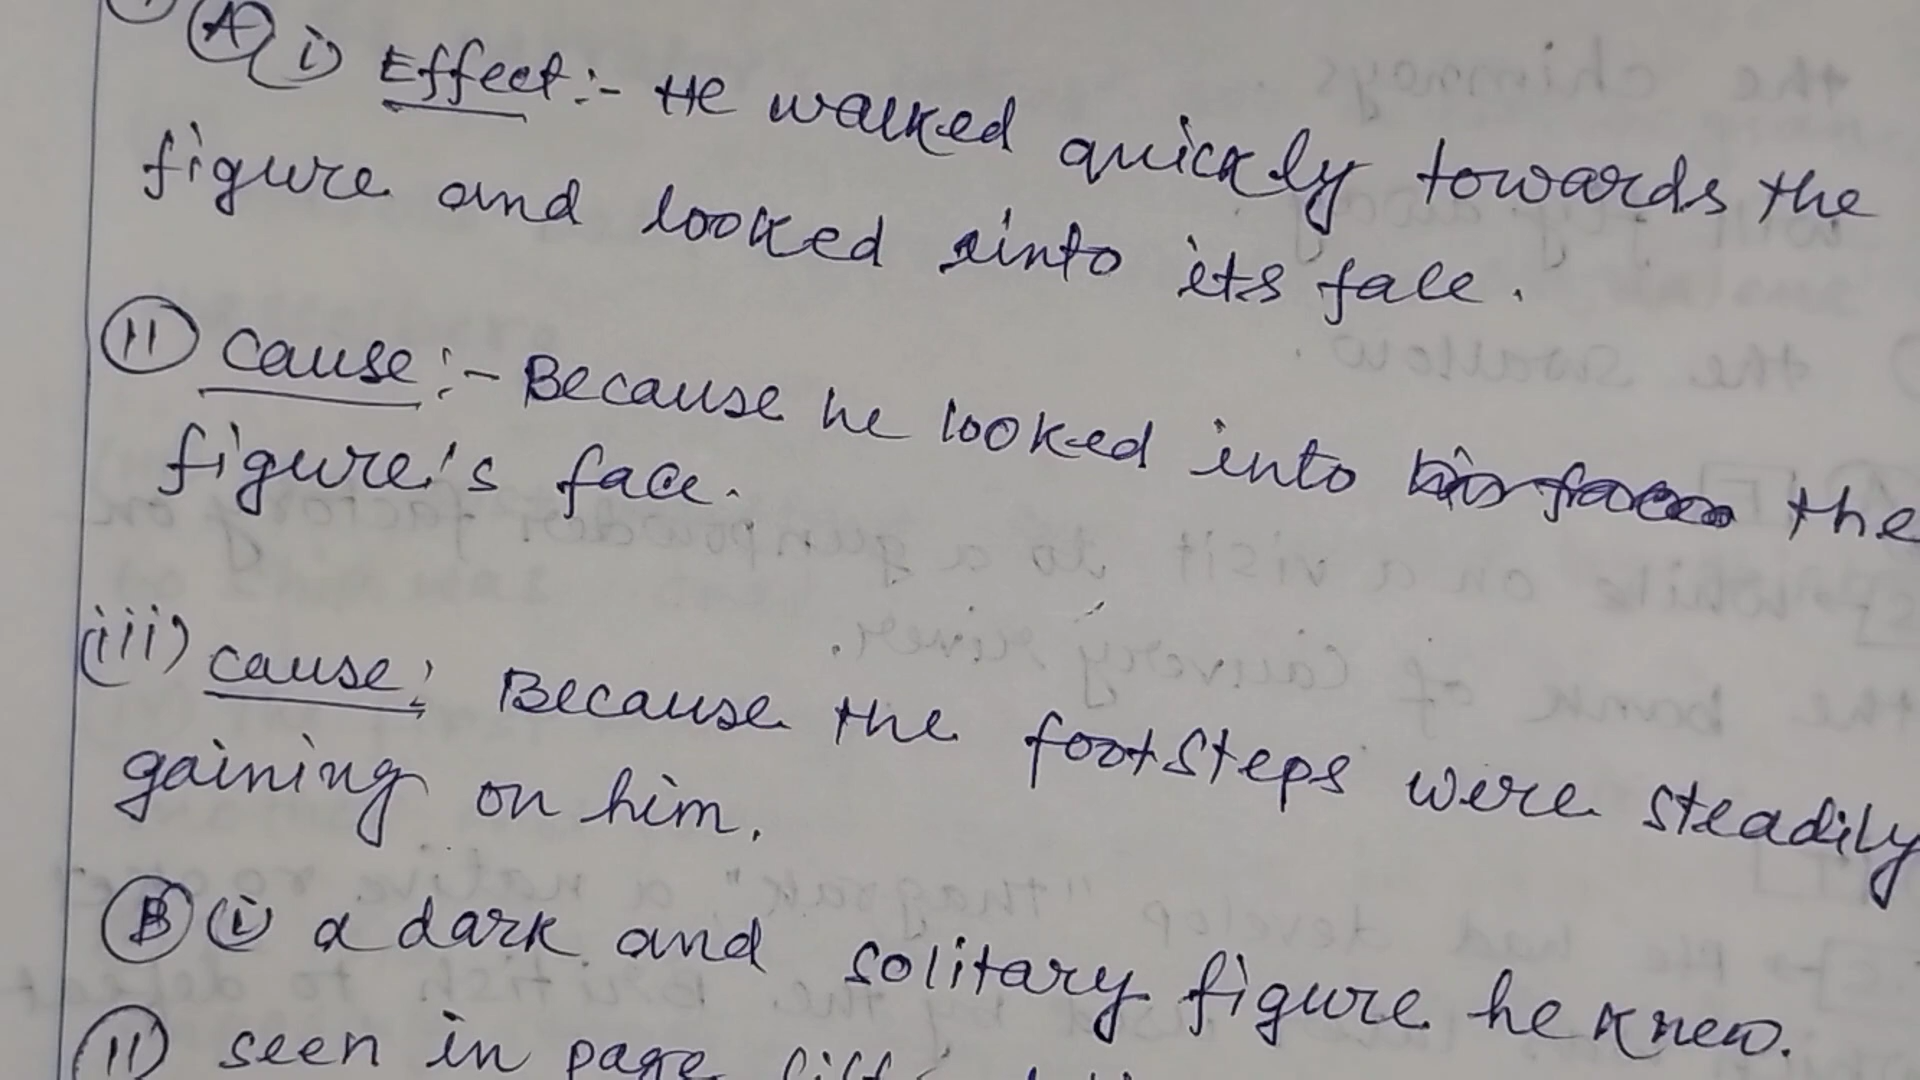 A i) Effect:- He walked quickly towards the
figure and looked into its face.
II cause:- Because he looked into the
figure's face.
(iii) cause: Because the footsteps were steadily
gaining on him.
B (i) a dark and solitary figure he knew.
II seen in page